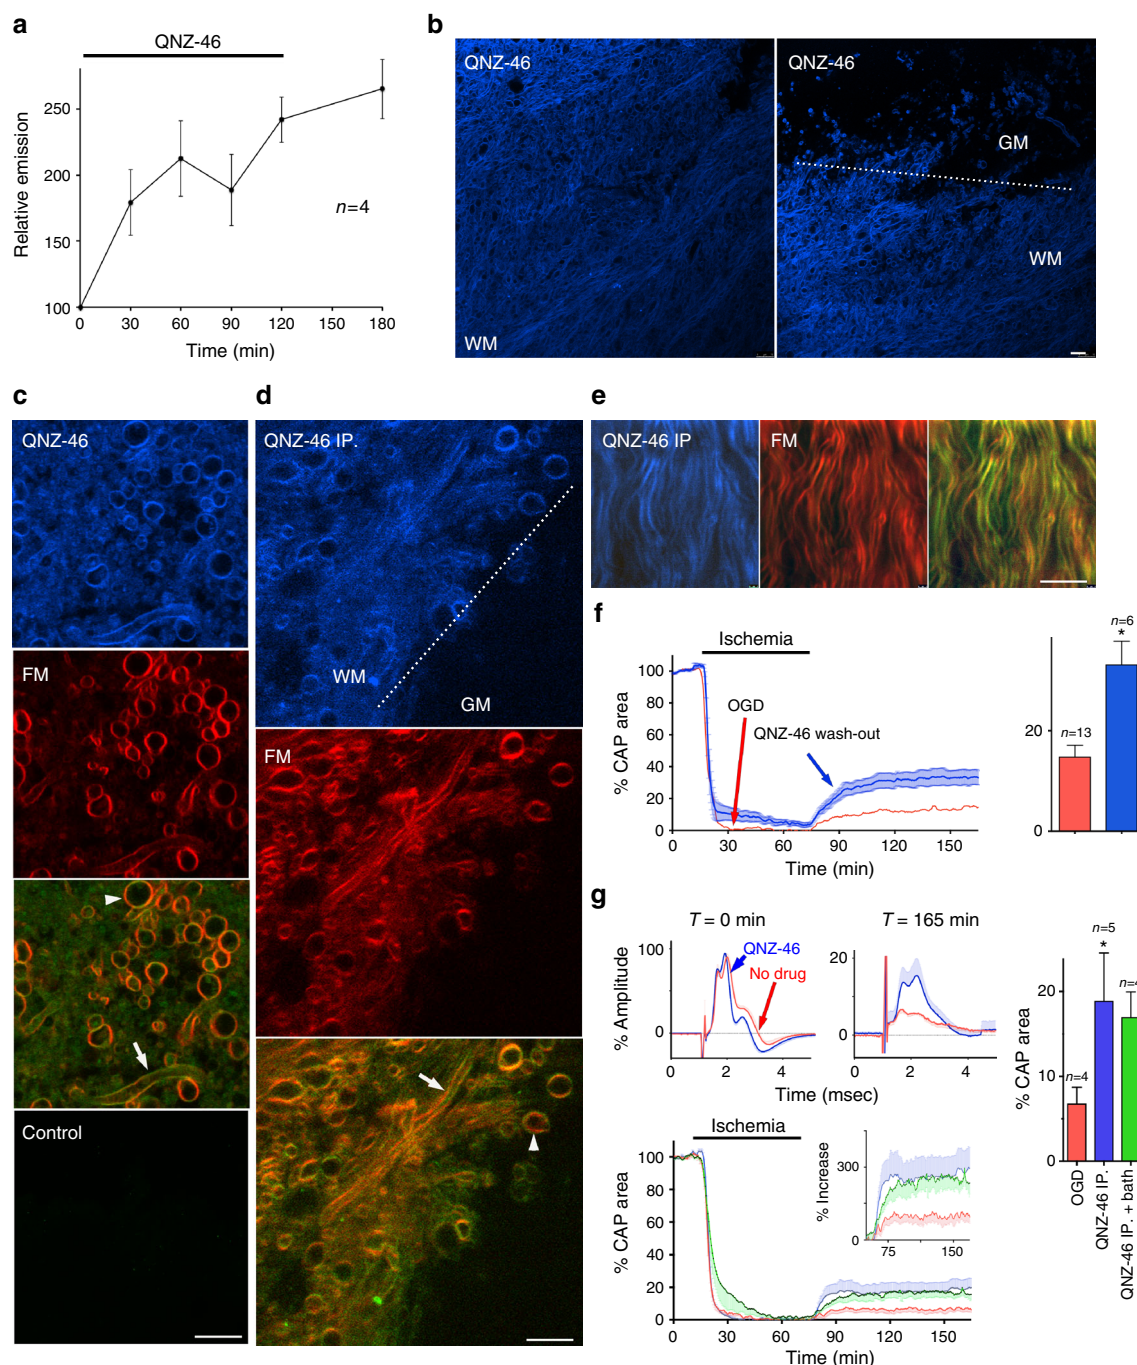 a
QNZ-46
Relative emission
250
200
150
100
0
30
60
90
120
180
n=4
Time (min)
b
QNZ-46
WM
QNZ-46
GM
WM
c
QNZ-46
FM
Control
d
QNZ-46 IP.
WM
GM
FM
e
QNZ-46 IP
FM
f
Ischemia
OGD
QNZ-46 wash-out
% CAP area
100
80
60
40
20
0
0
30
60
90
120
150
Time (min)
n=13
n=6
*
20
0
g
T = 0 min
T = 165 min
QNZ-46
No drug
% Amplitude
100
0
0
2
4
20
0
0
2
4
Time (msec)
Ischemia
% CAP area
100
80
60
40
20
0
0
30
60
90
120
150
Time (min)
% Increase
300
0
75
150
% CAP area
20
10
0
n=4
n=5
*
n=4
OGD
QNZ-46 IP.
QNZ-46 IP. + bath